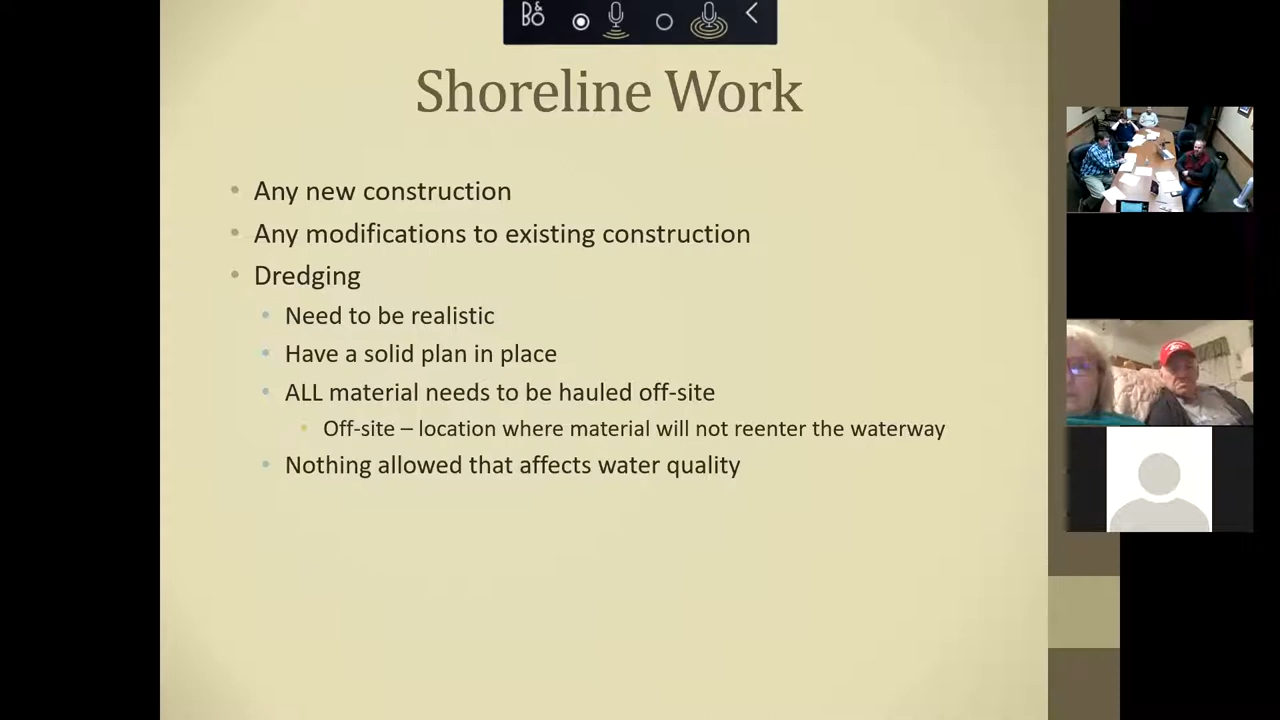 B&O
Shoreline Work
Any new construction
Any modifications to existing construction
Dredging
Need to be realistic
Have a solid plan in place
ALL material needs to be hauled off-site
Off-site – location where material will not reenter the waterway
Nothing allowed that affects water quality